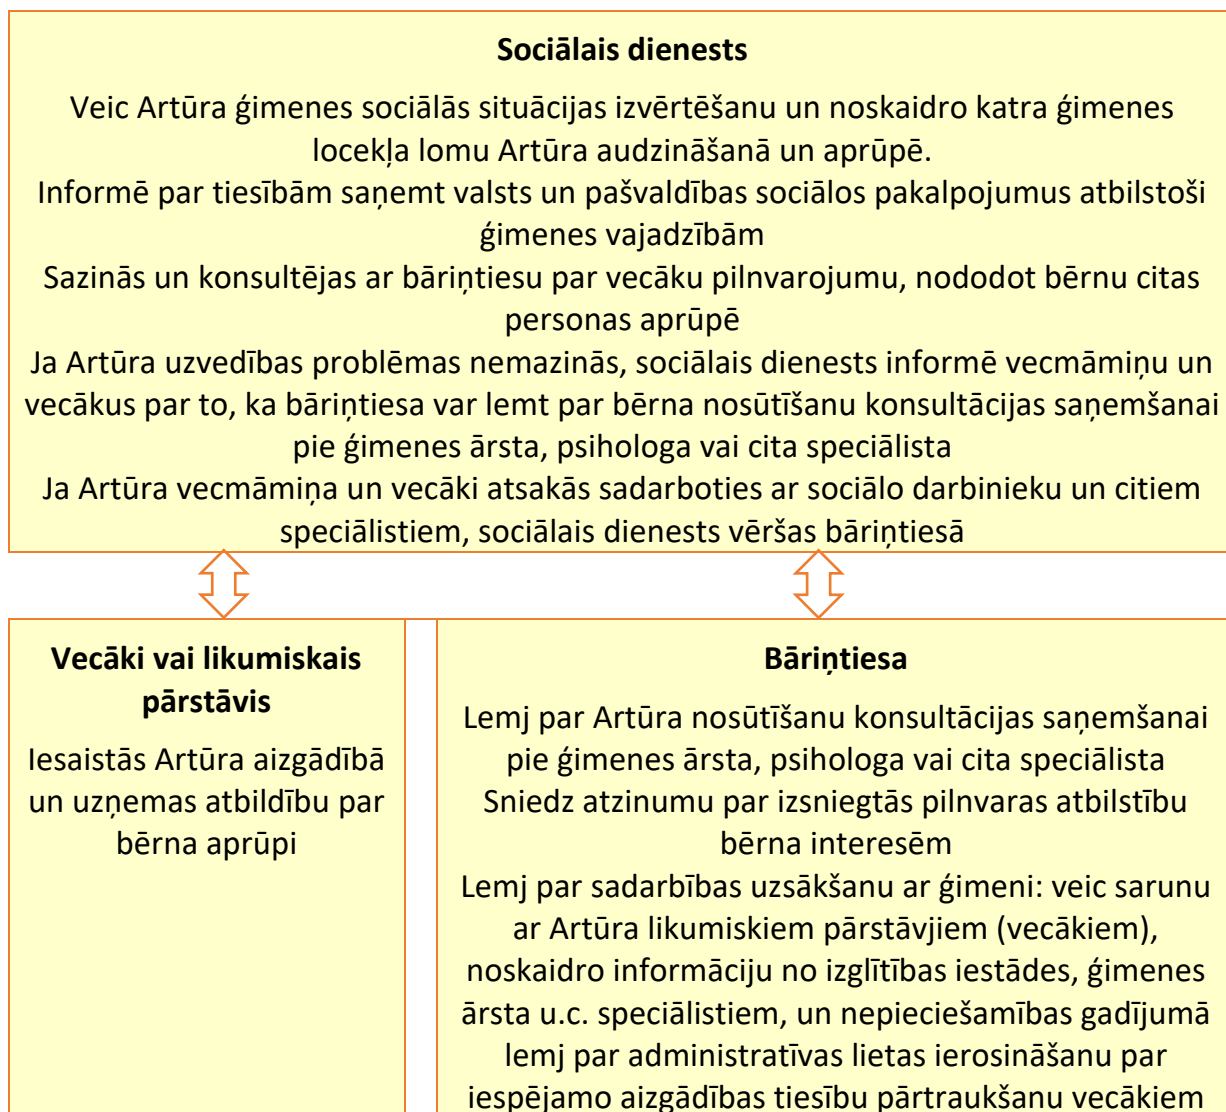 Sociālais dienests
Veic Artūra ģimenes sociālās situācijas izvērtēšanu un noskaidro katra ģimenes
locekļa lomu Artūra audzināšanā un aprūpē.
Informē par tiesībām saņemt valsts un pašvaldības sociālos pakalpojumus atbilstoši
ģimenes vajadzībām
Sazinās un konsultējas ar bāriņtiesu par vecāku pilnvarojumu, nododot bērnu citas
personas aprūpē
Ja Artūra uzvedības problēmas nemazinās, sociālais dienests informē vecmāmiņu un
vecākus par to, ka bāriņtiesa var lemt par bērna nosūtīšanu konsultācijas saņemšanai
pie ģimenes ārsta, psihologa vai cita speciālista
Ja Artūra vecmāmiņa un vecāki atsakās sadarboties ar sociālo darbinieku un citiem
speciālistiem, sociālais dienests vēršas bāriņtiesā
Vecāki vai likumiskais
pārstāvis
Iesaistās Artūra aizgādībā
un uzņemas atbildību par
bērna aprūpi
Bāriņtiesa
Lemj par Artūra nosūtīšanu konsultācijas saņemšanai
pie ģimenes ārsta, psihologa vai cita speciālista
Sniedz atzinumu par izsniegtās pilnvaras atbilstību
bērna interesēm
Lemj par sadarbības uzsākšanu ar ģimeni: veic sarunu
ar Artūra likumiskiem pārstāvjiem (vecākiem),
noskaidro informāciju no izglītības iestādes, ģimenes
ārsta u.c. speciālistiem, un nepieciešamības gadījumā
lemj par administratīvas lietas ierosināšanu par
iespējamo aizgādības tiesību pārtraukšanu vecākiem